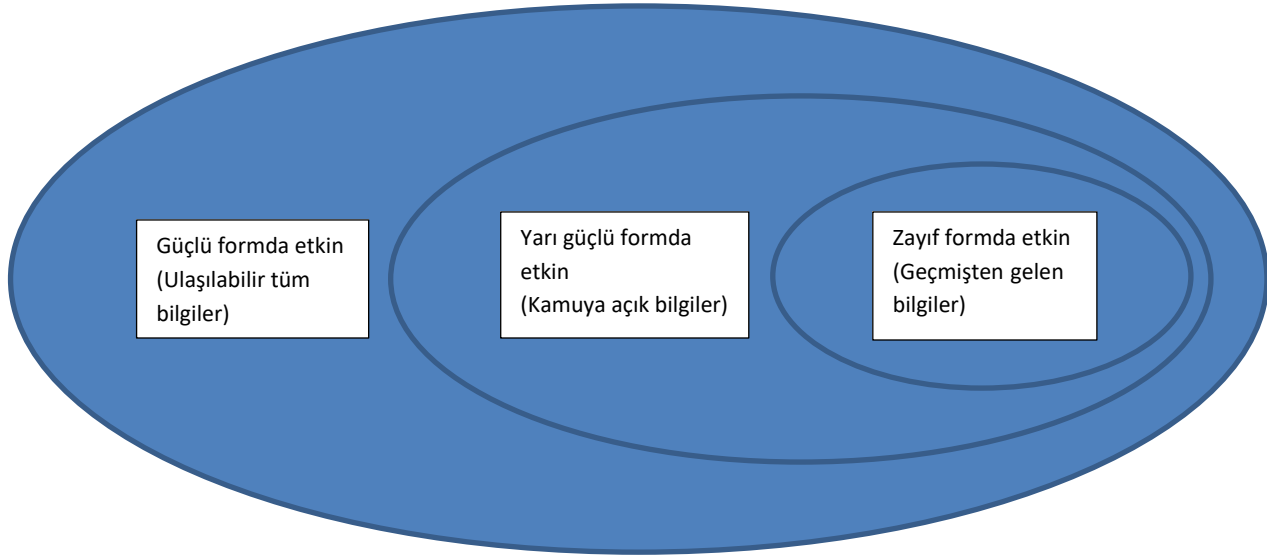 Güçlü formda etkin
(Ulaşılabilir tüm
bilgiler)
Yarı güçlü formda
etkin
(Kamuya açık bilgiler)
Zayıf formda etkin
(Geçmişten gelen
bilgiler)